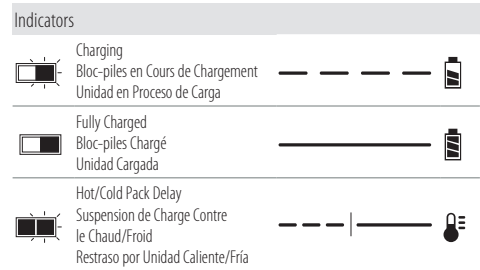 Indicators
Charging
Bloc-piles en Cours de Chargement
Unidad en Proceso de Carga
Fully Charged
Bloc-piles Chargé
Unidad Cargada
Hot/Cold Pack Delay
Suspension de Charge Contre
le Chaud/Froid
Restraso por Unidad Caliente/Fría